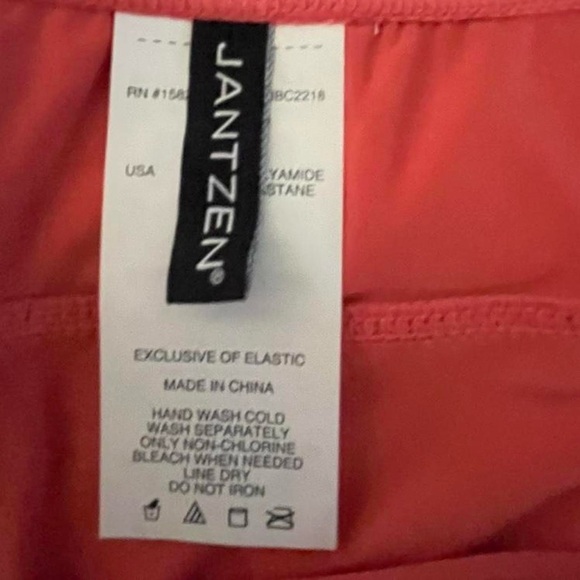 JANTZEN®
RN #158
BC2218
USA
YAMIDE
STANE
EXCLUSIVE OF ELASTIC
MADE IN CHINA
HAND WASH COLD
WASH SEPARATELY
ONLY NON-CHLORINE
BLEACH WHEN NEEDED
LINE DRY
DO NOT IRON